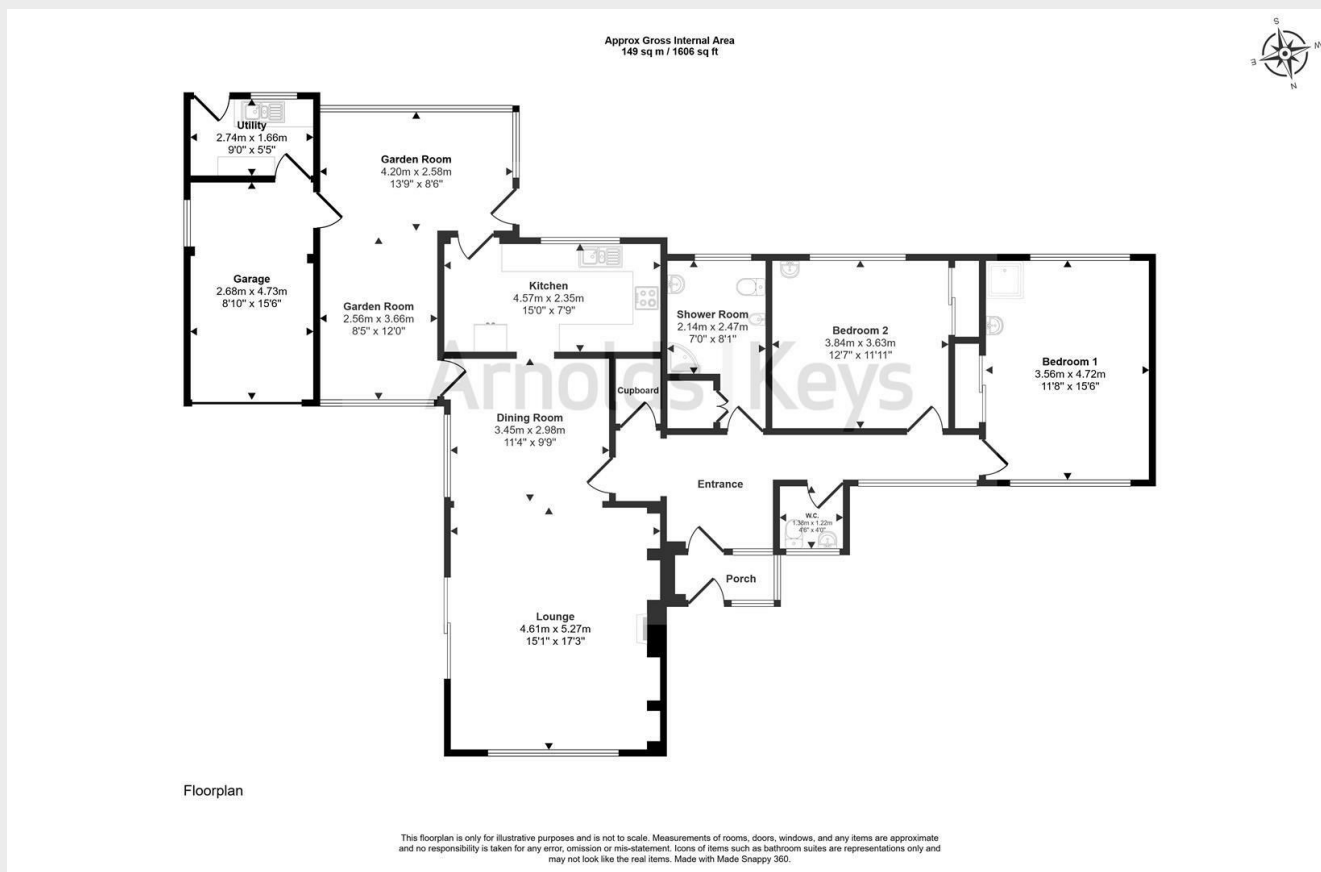 Approx Gross Internal Area
149 sq m / 1606 sq ft
S
W
E
N
Utility
2.74m x 1.66m
9'0" x 5'5"
Garden Room
4.20m x 2.58m
13'9" x 8'6"
Garage
2.68m x 4.73m
8'10" x 15'6"
Garden Room
2.56m x 3.66m
8'5" x 12'0"
Kitchen
4.57m x 2.35m
15'0" x 7'9"
Shower Room
2.14m x 2.47m
7'0" x 8'1"
Bedroom 2
3.84m x 3.63m
12'7" x 11'11"
Bedroom 1
3.56m x 4.72m
11'8" x 15'6"
Arnolds | Keys
Cupboard
Dining Room
3.45m x 2.98m
11'4" x 9'9"
Entrance
W.C.
1.36m x 1.22m
4'6" x 4'0"
Porch
Lounge
4.61m x 5.27m
15'1" x 17'3"
Floorplan
This floorplan is only for illustrative purposes and is not to scale. Measurements of rooms, doors, windows, and any items are approximate
and no responsibility is taken for any error, omission or mis-statement. Icons of items such as bathroom suites are representations only and
may not look like the real items. Made with Made Snappy 360.